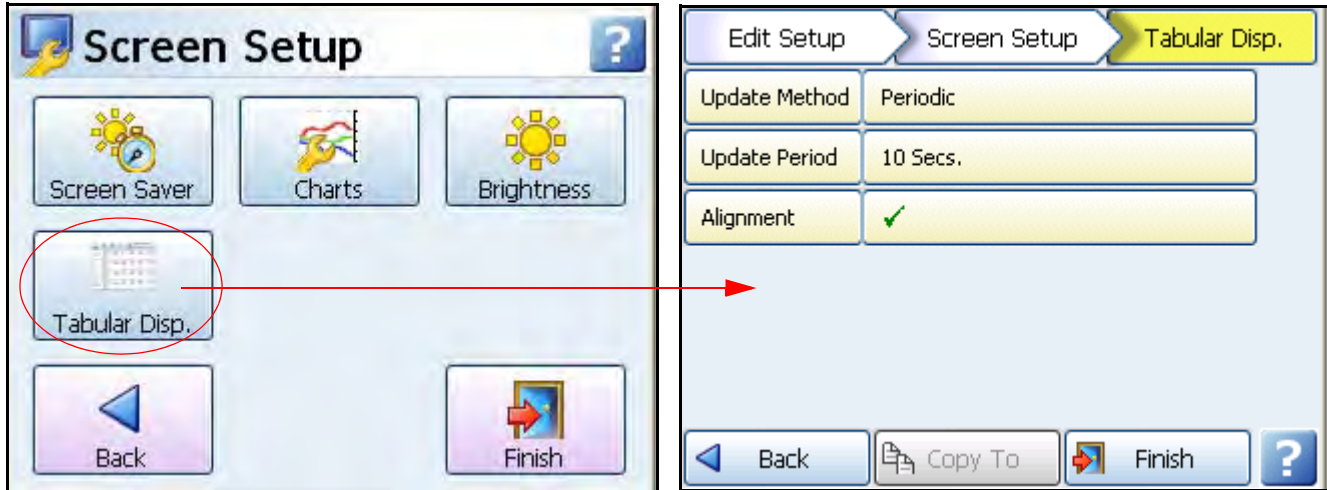 Screen Setup
?
Screen Saver
Charts
Brightness
Tabular Disp.
Back
Finish
Edit Setup
Screen Setup
Tabular Disp.
Update Method
Periodic
Update Period
10 Secs.
Alignment
Back
Copy To
Finish
?